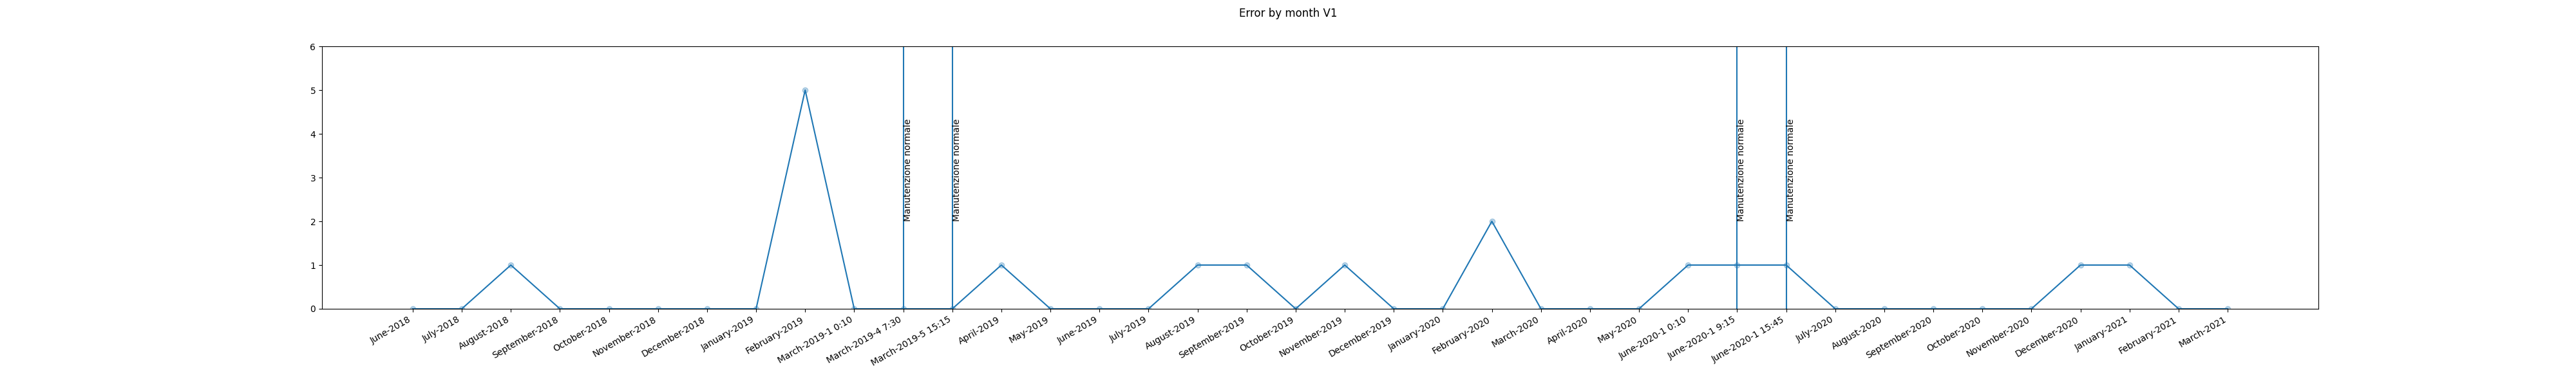 Error by month V1
6
5
4
3
2
1
0
Manutenzione normale
Manutenzione normale
Manutenzione normale
Manutenzione normale
June-2018
July-2018
August-2018
September-2018
October-2018
November-2018
December-2018
January-2019
February-2019
March-2019-1 0:10
March-2019-4 7:30
March-2019-5 15:15
April-2019
May-2019
June-2019
July-2019
August-2019
September-2019
October-2019
November-2019
December-2019
January-2020
February-2020
March-2020
April-2020
May-2020
June-2020-1 0:10
June-2020-1 9:15
June-2020-1 15:45
July-2020
August-2020
September-2020
October-2020
November-2020
December-2020
January-2021
February-2021
March-2021